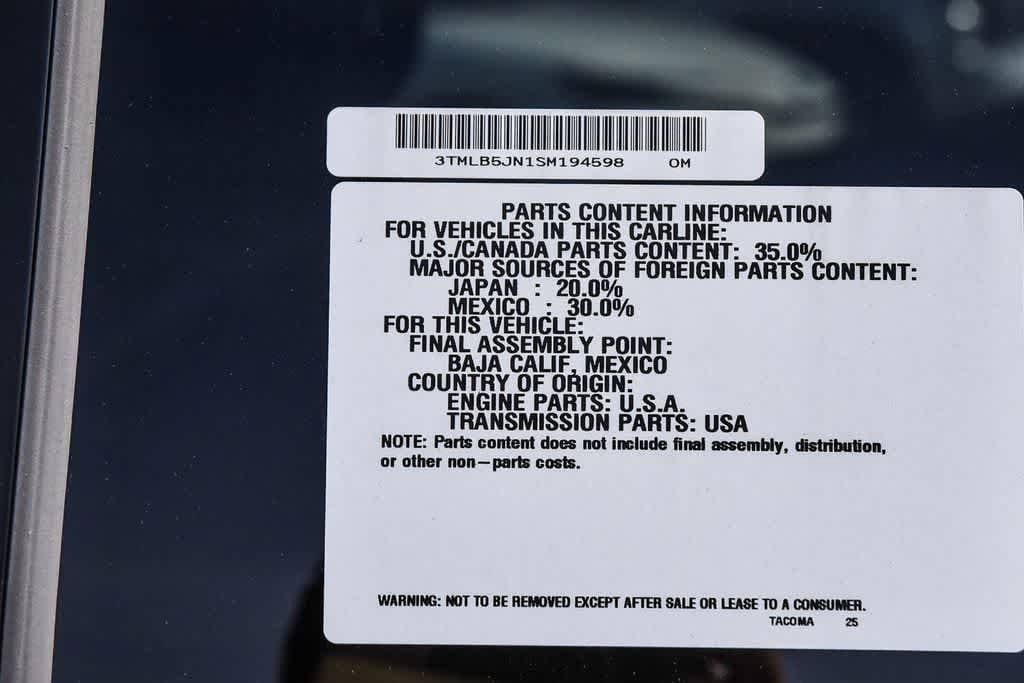 3TMLB5JN1SM194598 OM
PARTS CONTENT INFORMATION
FOR VEHICLES IN THIS CARLINE:
U.S./CANADA PARTS CONTENT: 35.0%
MAJOR SOURCES OF FOREIGN PARTS CONTENT:
JAPAN : 20.0%
MEXICO : 30.0%
FOR THIS VEHICLE:
FINAL ASSEMBLY POINT:
BAJA CALIF, MEXICO
COUNTRY OF ORIGIN:
ENGINE PARTS: U.S.A.
TRANSMISSION PARTS: USA
NOTE: Parts content does not include final assembly, distribution,
or other non—parts costs.
WARNING: NOT TO BE REMOVED EXCEPT AFTER SALE OR LEASE TO A CONSUMER.
TACOMA 25